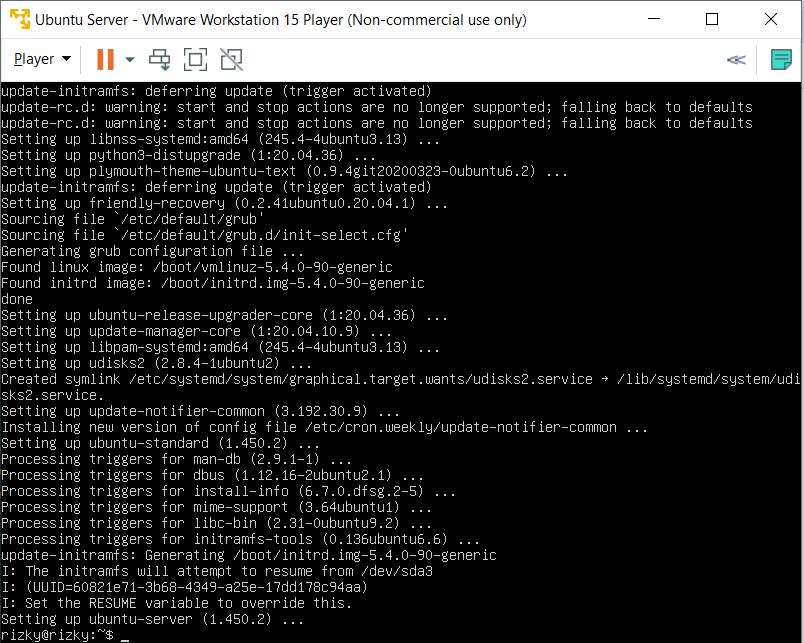 Ubuntu Server - VMware Workstation 15 Player (Non-commercial use only)
Player
update-initramfs: deferring update (trigger activated)
update-rc.d: warning: start and stop actions are no longer supported; falling back to defaults
update-rc.d: warning: start and stop actions are no longer supported; falling back to defaults
Setting up libnss-systemd:amd64 (245.4-4ubuntu3.13) ...
Setting up python3-distupgrade (1:20.04.36) ...
Setting up plymouth-theme-ubuntu-text (0.9.4git20200323-0ubuntu6.2) ...
update-initramfs: deferring update (trigger activated)
Setting up friendly-recovery (0.2.41ubuntu0.20.04.1) ...
Sourcing file `/etc/default/grub'
Sourcing file `/etc/default/grub.d/init-select.cfg'
Generating grub configuration file ...
Found linux image: /boot/vmlinuz-5.4.0-90-generic
Found initrd image: /boot/initrd.img-5.4.0-90-generic
done
Setting up ubuntu-release-upgrader-core (1:20.04.36) ...
Setting up update-manager-core (1:20.04.10.9) ...
Setting up libpam-systemd:amd64 (245.4-4ubuntu3.13) ...
Setting up udisks2 (2.8.4-1ubuntu2) ...
Created symlink /etc/systemd/system/graphical.target.wants/udisks2.service → /lib/systemd/system/udi
sks2.service.
Setting up update-notifier-common (3.192.30.9) ...
Installing new version of config file /etc/cron.weekly/update-notifier-common ...
Setting up ubuntu-standard (1.450.2) ...
Processing triggers for man-db (2.9.1-1) ...
Processing triggers for dbus (1.12.16-2ubuntu2.1) ...
Processing triggers for install-info (6.7.0.dfsg.2-5) ...
Processing triggers for mime-support (3.64ubuntu1) ...
Processing triggers for libc-bin (2.31-0ubuntu9.2) ...
Processing triggers for initramfs-tools (0.136ubuntu6.6) ...
update-initramfs: Generating /boot/initrd.img-5.4.0-90-generic
I: The initramfs will attempt to resume from /dev/sda3
I: (UUID=60821e71-3b68-4349-a25e-17dd178c94aa)
I: Set the RESUME variable to override this.
Setting up ubuntu-server (1.450.2) ...
rizky@rizky:~$ _